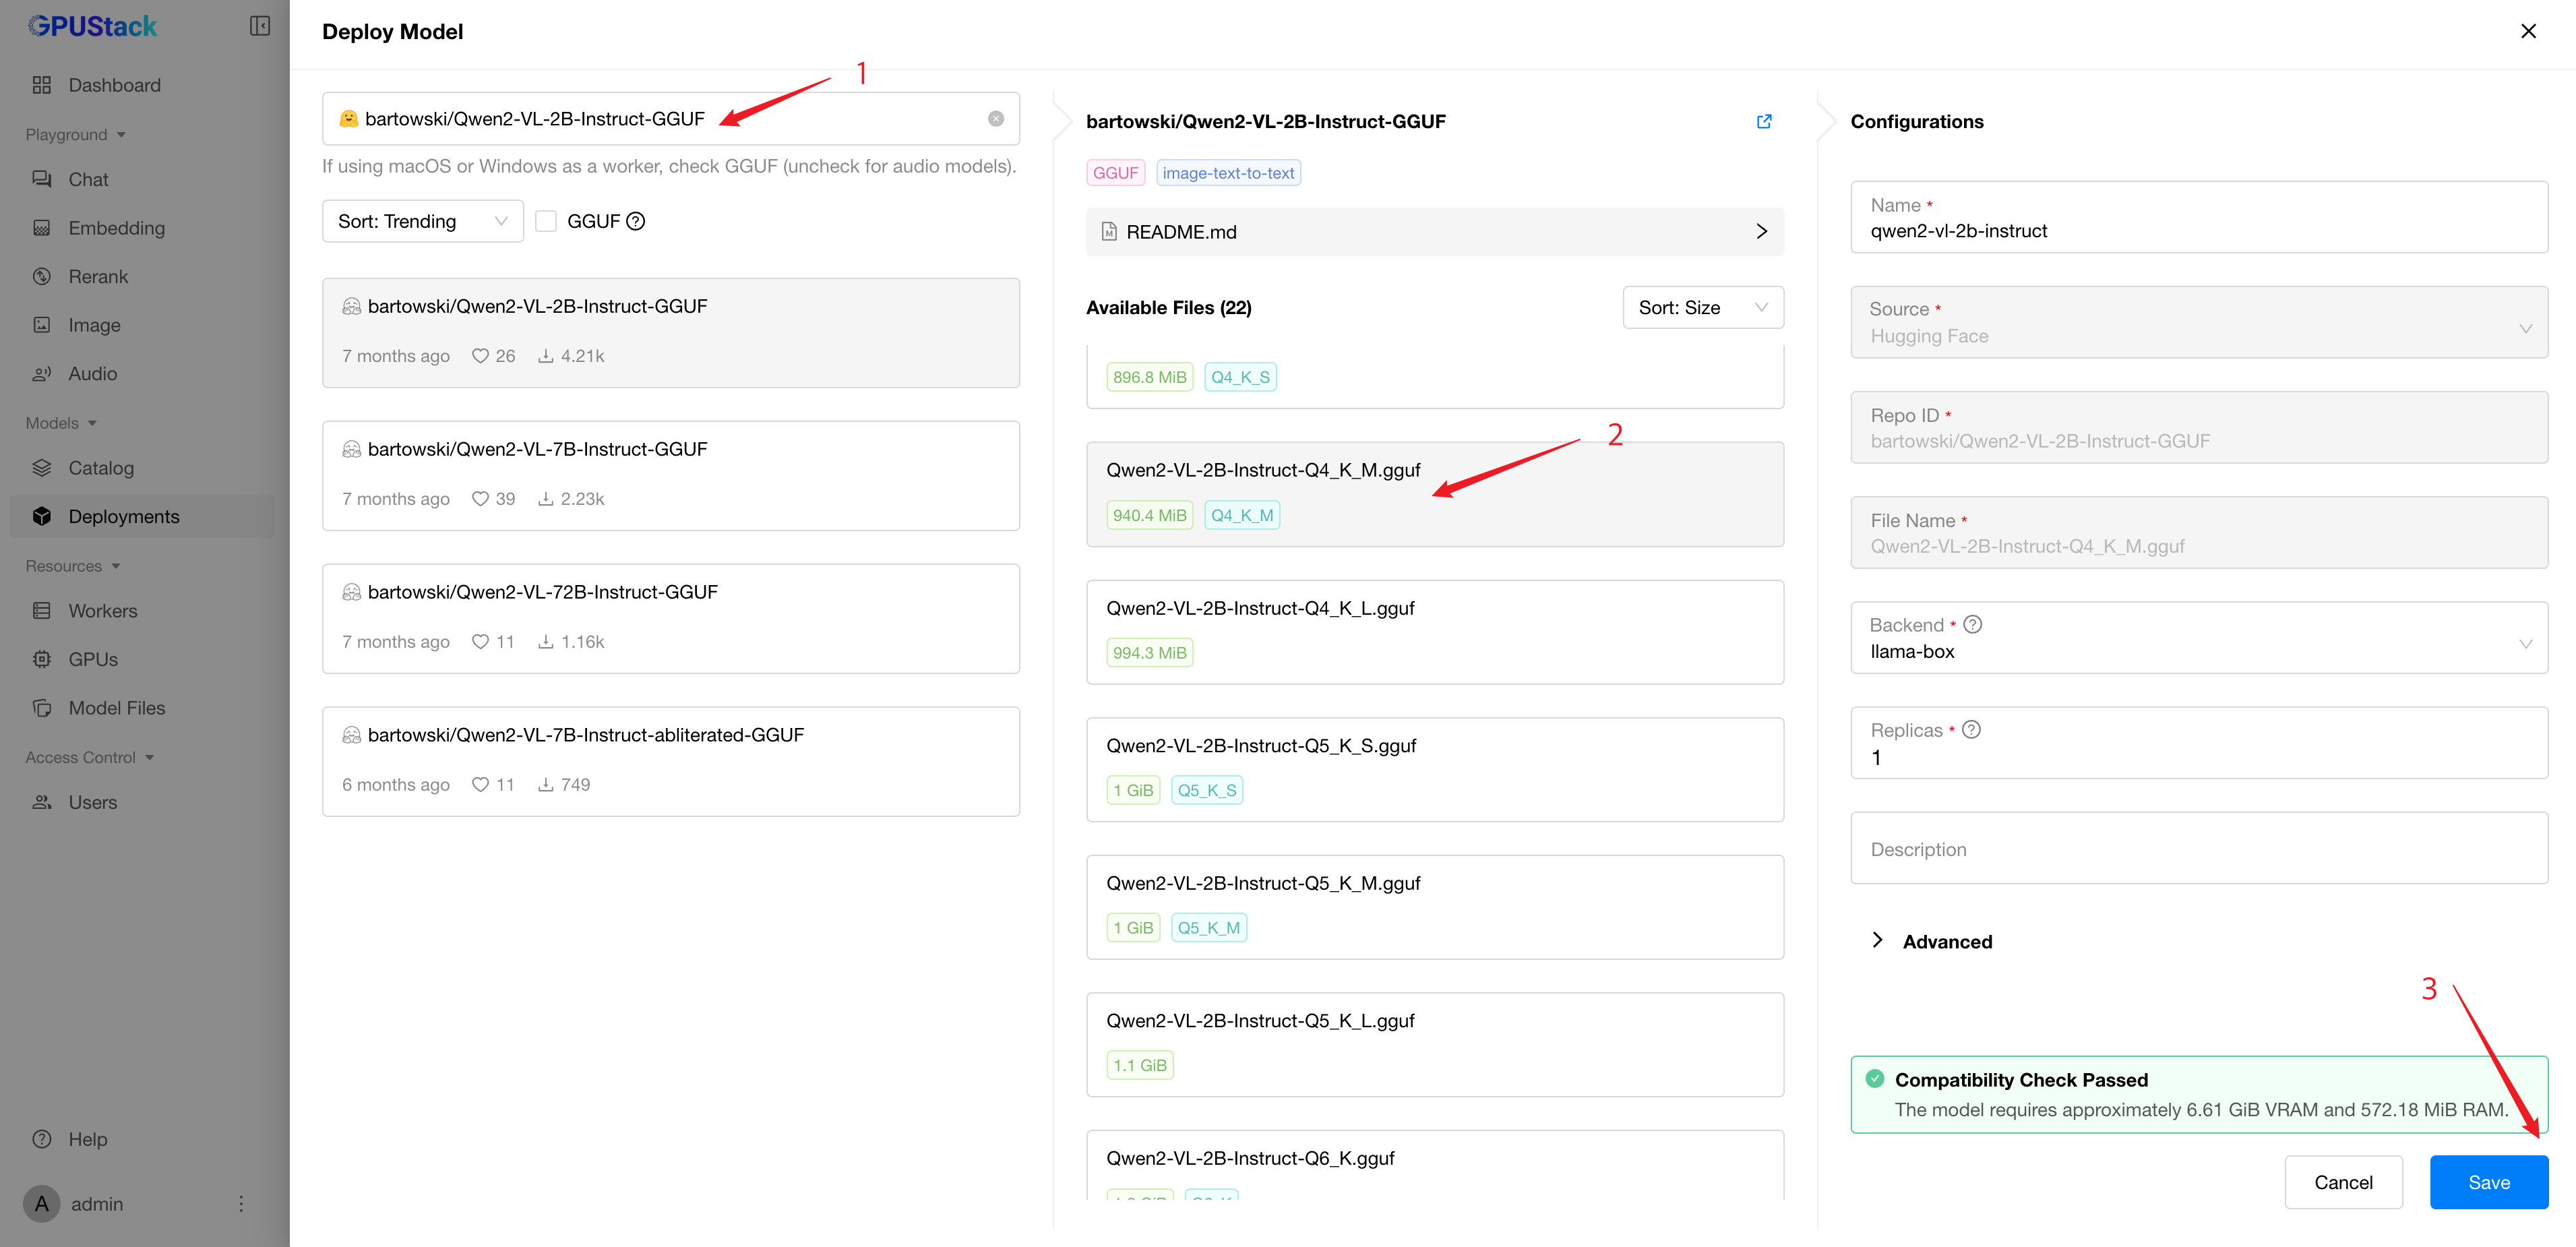 GPUStack
Dashboard
Playground
Chat
Embedding
Rerank
Image
Audio
Models
Catalog
Deployments
Resources
Workers
GPUs
Model Files
Access Control
Users
Help
A admin
Deploy Model
1
bartowski/Qwen2-VL-2B-Instruct-GGUF
If using macOS or Windows as a worker, check GGUF (uncheck for audio models).
Sort: Trending GGUF
bartowski/Qwen2-VL-2B-Instruct-GGUF
7 months ago 26 4.21k
bartowski/Qwen2-VL-7B-Instruct-GGUF
7 months ago 39 2.23k
bartowski/Qwen2-VL-72B-Instruct-GGUF
7 months ago 11 1.16k
bartowski/Qwen2-VL-7B-Instruct-abliterated-GGUF
6 months ago 11 749
bartowski/Qwen2-VL-2B-Instruct-GGUF
GGUF image-text-to-text
README.md
Available Files (22) Sort: Size
896.8 MiB Q4_K_S
2
Qwen2-VL-2B-Instruct-Q4_K_M.gguf
940.4 MiB Q4_K_M
Qwen2-VL-2B-Instruct-Q4_K_L.gguf
994.3 MiB
Qwen2-VL-2B-Instruct-Q5_K_S.gguf
1 GiB Q5_K_S
Qwen2-VL-2B-Instruct-Q5_K_M.gguf
1 GiB Q5_K_M
Qwen2-VL-2B-Instruct-Q5_K_L.gguf
1.1 GiB
Qwen2-VL-2B-Instruct-Q6_K.gguf
Configurations
Name *
qwen2-vl-2b-instruct
Source *
Hugging Face
Repo ID *
bartowski/Qwen2-VL-2B-Instruct-GGUF
File Name *
Qwen2-VL-2B-Instruct-Q4_K_M.gguf
Backend *
llama-box
Replicas *
1
Description
Advanced
3
Compatibility Check Passed
The model requires approximately 6.61 GiB VRAM and 572.18 MiB RAM.
Cancel Save